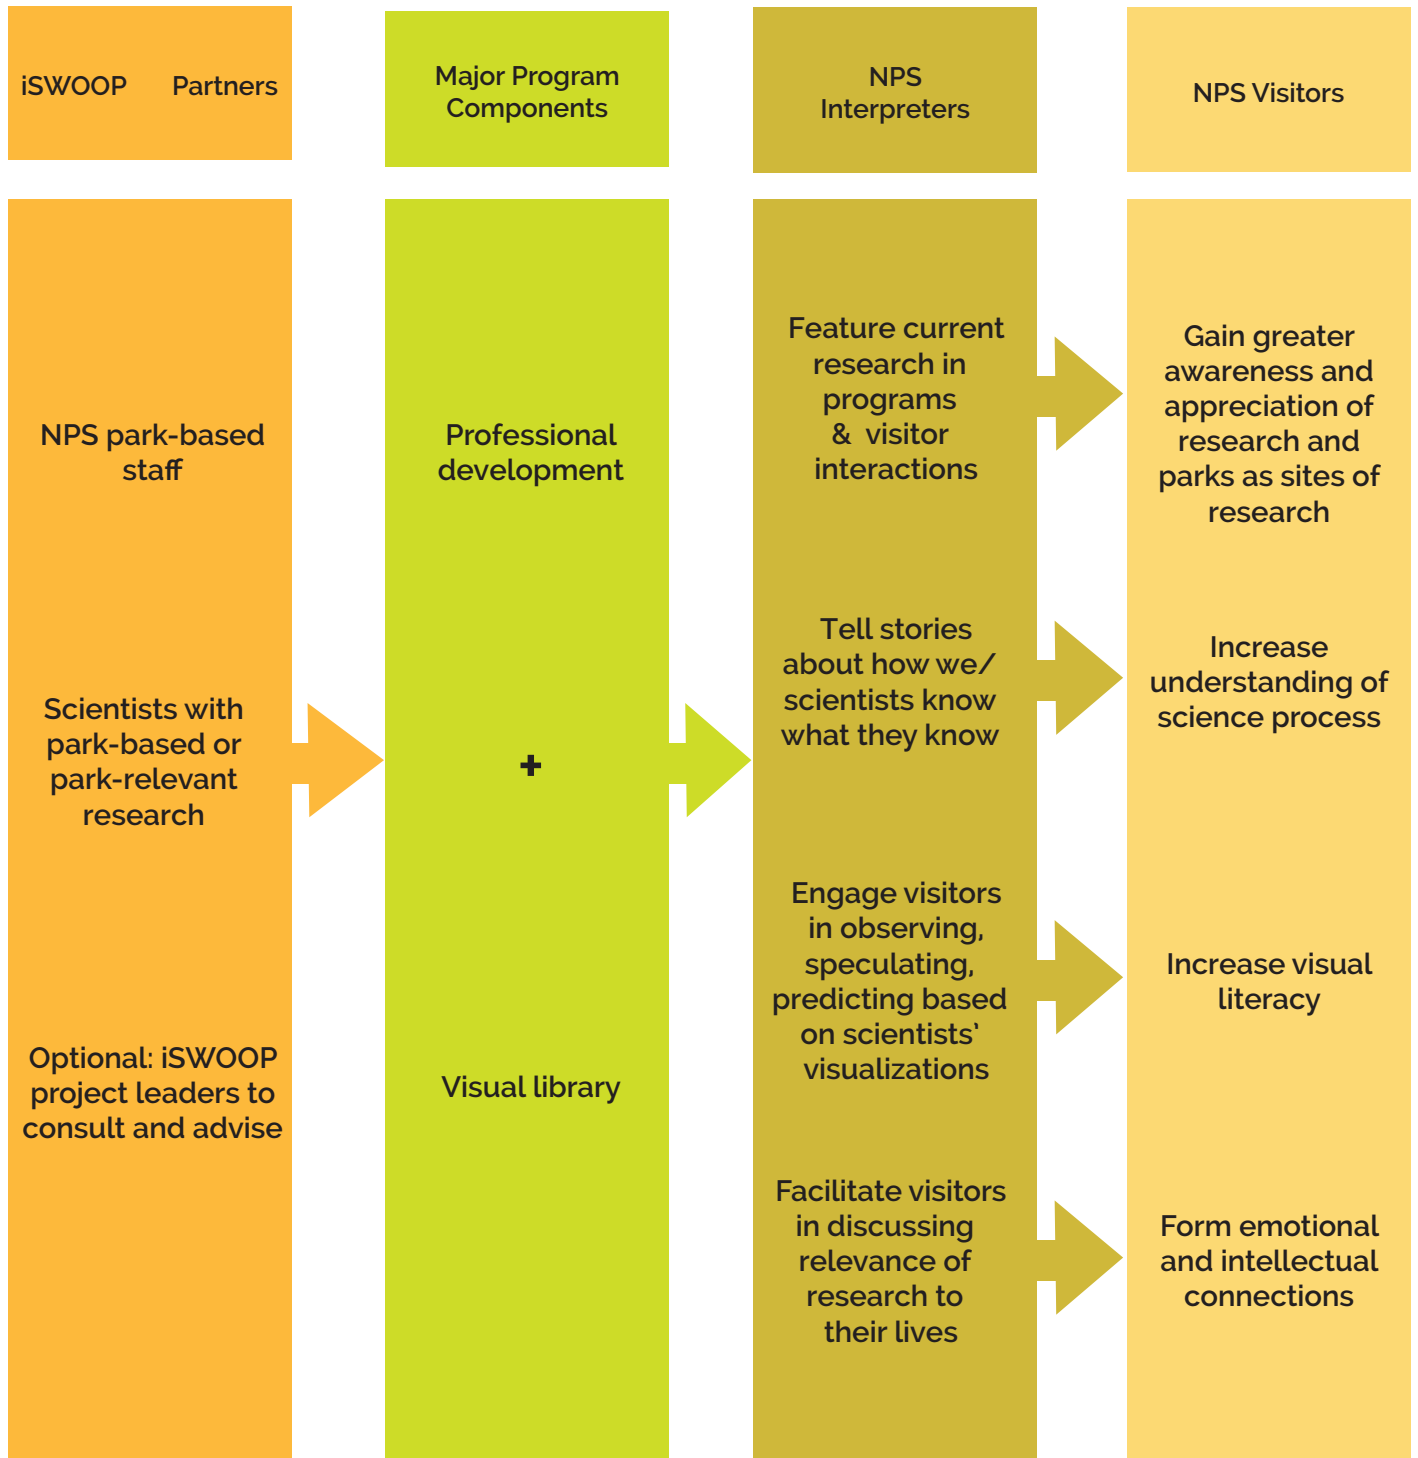 iSWOOP Partners
Major Program
Components
NPS
Interpreters
NPS Visitors
NPS park-based
staff
Scientists with
park-based or
park-relevant
research
Optional: iSWOOP
project leaders to
consult and advise
Professional
development
+
Visual library
Feature current
research in
programs
& visitor
interactions
Tell stories
about how we/
scientists know
what they know
Engage visitors
in observing,
speculating,
predicting based
on scientists’
visualizations
Facilitate visitors
in discussing
relevance of
research to
their lives
Gain greater
awareness and
appreciation of
research and
parks as sites of
research
Increase
understanding of
science process
Increase visual
literacy
Form emotional
and intellectual
connections